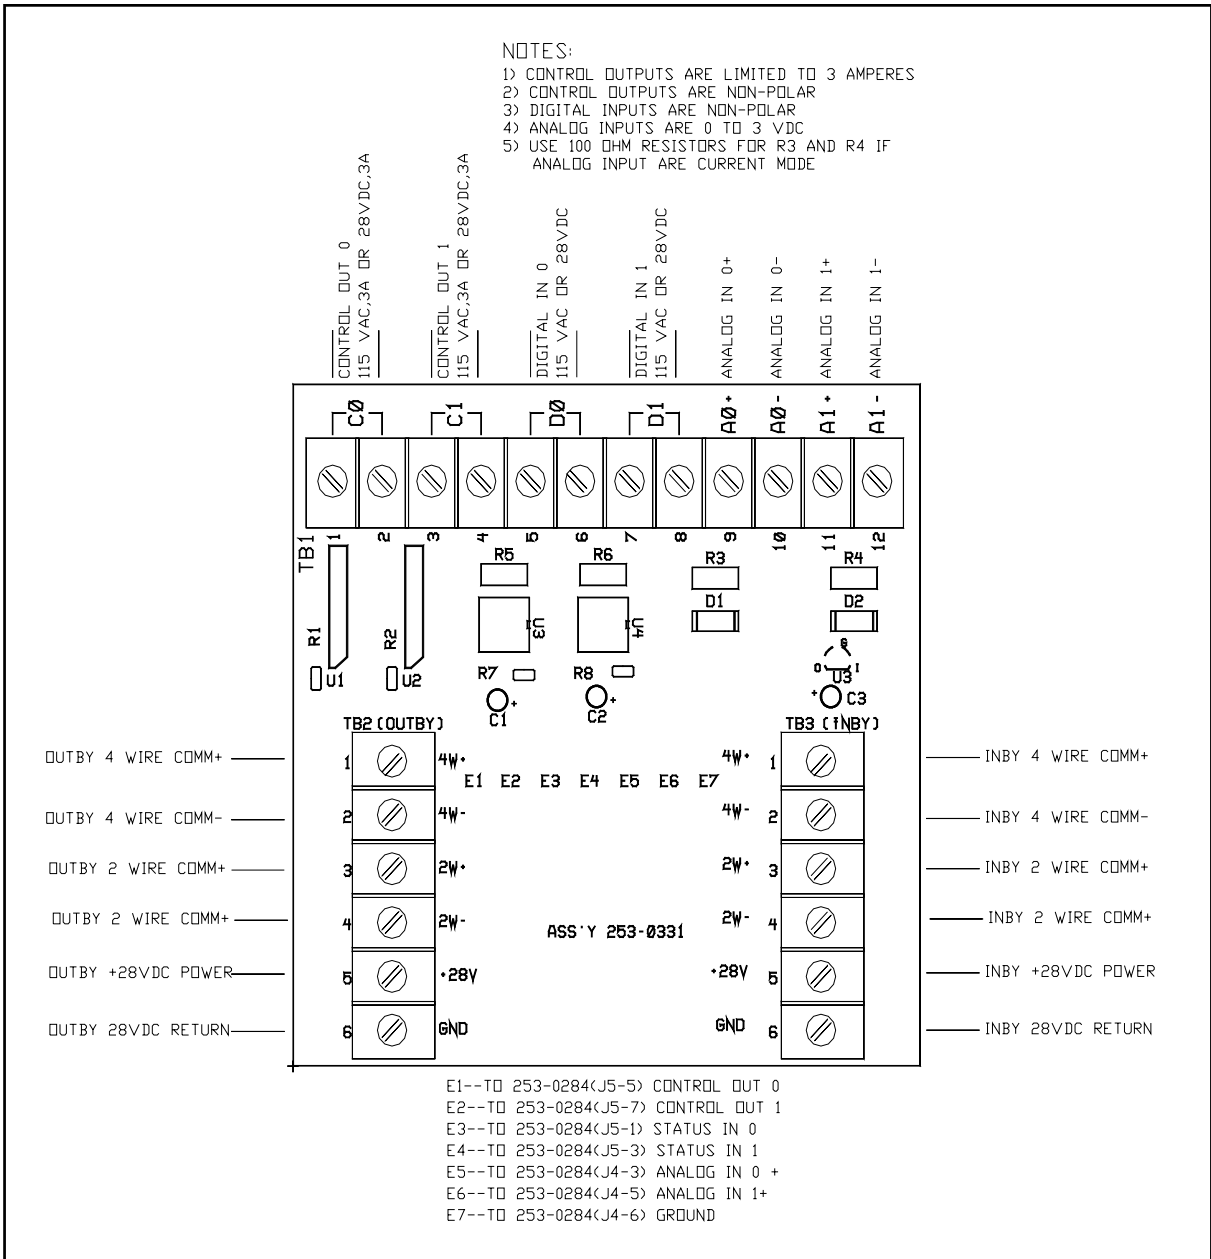 NOTES:
1) CONTROL OUTPUTS ARE LIMITED TO 3 AMPERES
2) CONTROL OUTPUTS ARE NON-POLAR
3) DIGITAL INPUTS ARE NON-POLAR
4) ANALOG INPUTS ARE 0 TO 3 VDC
5) USE 100 OHM RESISTORS FOR R3 AND R4 IF
ANALOG INPUT ARE CURRENT MODE
CONTROL OUT 0
115 VAC,3A OR 28VDC,3A
CONTROL OUT 1
115 VAC,3A OR 28VDC,3A
DIGITAL IN 0
115 VAC OR 28VDC
DIGITAL IN 1
115 VAC OR 28VDC
ANALOG IN 0+
ANALOG IN 0-
ANALOG IN 1+
ANALOG IN 1-
C0
C1
D0
D1
A0+
A0-
A1+
A1-
TB1
1
2
3
4
5
6
7
8
9
10
11
12
R5
R6
R3
R4
D1
D2
R1
R2
U3
U4
G
O
I
U3
U1
U2
R7
R8
+
+
+
C3
C1
C2
TB2 (OUTBY)
TB3 (INBY)
OUTBY 4 WIRE COMM+
1
4W+
E1 E2 E3 E4 E5 E6 E7
4W+
1
INBY 4 WIRE COMM+
OUTBY 4 WIRE COMM-
2
4W-
4W-
2
INBY 4 WIRE COMM-
OUTBY 2 WIRE COMM+
3
2W+
2W+
3
INBY 2 WIRE COMM+
OUTBY 2 WIRE COMM+
4
2W-
ASS'Y 253-0331
2W-
4
INBY 2 WIRE COMM+
OUTBY +28VDC POWER
5
+28V
+28V
5
INBY +28VDC POWER
OUTBY 28VDC RETURN
6
GND
GND
6
INBY 28VDC RETURN
E1--TO 253-0284(J5-5) CONTROL OUT 0
E2--TO 253-0284(J5-7) CONTROL OUT 1
E3--TO 253-0284(J5-1) STATUS IN 0
E4--TO 253-0284(J5-3) STATUS IN 1
E5--TO 253-0284(J4-3) ANALOG IN 0 +
E6--TO 253-0284(J4-5) ANALOG IN 1+
E7--TO 253-0284(J4-6) GROUND